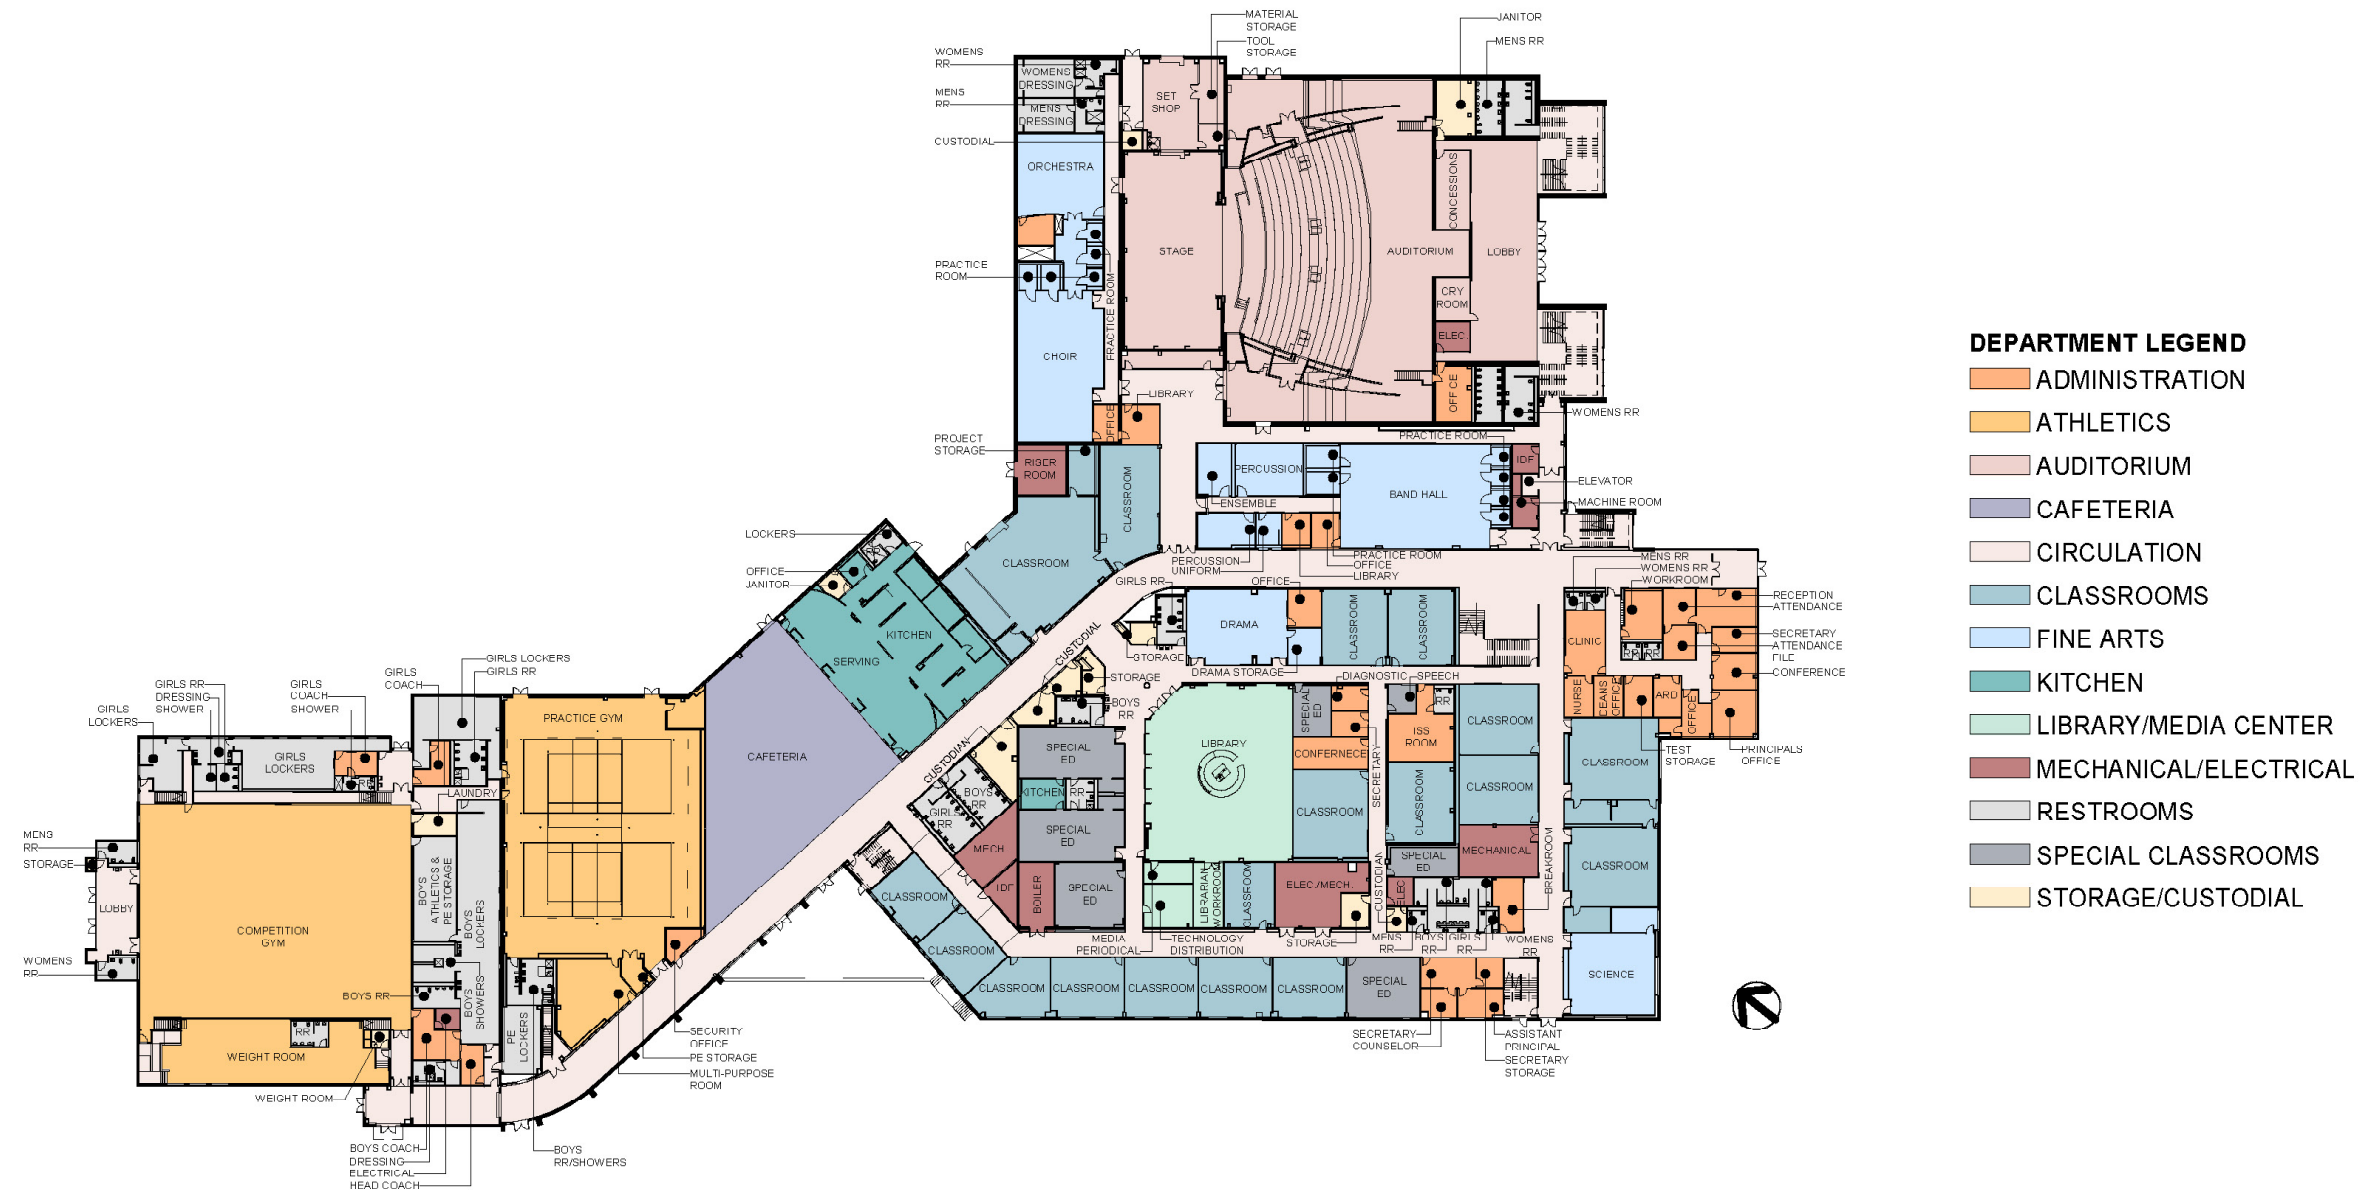 MATERIAL
STORAGE
TOOL
STORAGE
JANITOR
MENS RR
WOMENS
RR
WOMENS
DRESSING
MENS
RR
MENS
DRESSING
SET
SHOP
CUSTODIAL
ORCHESTRA
CONCESSIONS
STAGE
AUDITORIUM
LOBBY
PRACTICE
ROOM
CRY
ROOM
ELEC.
PRACTICE ROOM
CHOIR
OFFICE
LIBRARY
OFFICE
WOMENS RR
PROJECT
STORAGE
RISER
ROOM
CLASSROOM
PERCUSSION
ENSEMBLE
BAND HALL
PRACTICE ROOM
IDF
ELEVATOR
MACHINE ROOM
LOCKERS
RR
OFFICE
JANITOR
CLASSROOM
PERCUSSION
UNIFORM
PRACTICE ROOM
OFFICE
LIBRARY
GIRLS RR
OFFICE
MENS RR
WOMENS RR
WORKROOM
RECEPTION
ATTENDANCE
SECRETARY
ATTENDANCE
FILE
CONFERENCE
KITCHEN
SERVING
CUSTODIAL
STORAGE
DRAMA
CLASSROOM
CLASSROOM
DRAMA STORAGE
CLINIC
RR
RR
NURSE
DEANS
OFFICE
ARD
OFFICE
TEST
STORAGE
PRINCIPALS
OFFICE
GIRLS LOCKERS
GIRLS RR
GIRLS
COACH
GIRLS
COACH
SHOWER
GIRLS RR
DRESSING
SHOWER
GIRLS
LOCKERS
GIRLS
LOCKERS
RR
PRACTICE GYM
CAFETERIA
CUSTODIAN
STORAGE
BOYS
RR
DIAGNOSTIC
SPEECH
SPECIAL
ED
RR
ISS
ROOM
CLASSROOM
CLASSROOM
SPECIAL
ED
LIBRARY
CONFERNECE
SECRETARY
CLASSROOM
CLASSROOM
CLASSROOM
KITCHEN
RR
BOYS
RR
GIRLS
RR
SPECIAL
ED
MECH
LAUNDRY
MENS
RR
STORAGE
LOBBY
WOMENS
RR
COMPETITION
GYM
BOYS
ATHLETICS &
PE STORAGE
BOYS
LOCKERS
BOYS
SHOWERS
BOYS RR
IDF
BOILER
SPECIAL
ED
LIBRARIAN
WORKROOM
CLASSROOM
ELEC./MECH.
CUSTODIAN
SPECIAL
ED
ELEC
MECHANICAL
BREAKROOM
CLASSROOM
CLASSROOM
CLASSROOM
MEDIA
PERIODICAL
TECHNOLOGY
DISTRIBUTION
STORAGE
MENS
RR
BOYS
RR
GIRLS
RR
WOMENS
RR
SCIENCE
CLASSROOM
CLASSROOM
CLASSROOM
CLASSROOM
CLASSROOM
SPECIAL
ED
SECRETARY
COUNSELOR
ASSISTANT
PRINCIPAL
SECRETARY
STORAGE
RR
WEIGHT ROOM
WEIGHT ROOM
PE
LOCKERS
SECURITY
OFFICE
PE STORAGE
MULTI-PURPOSE
ROOM
BOYS COACH
DRESSING
ELECTRICAL
HEAD COACH
BOYS
RR/SHOWERS
DEPARTMENT LEGEND
ADMINISTRATION
ATHLETICS
AUDITORIUM
CAFETERIA
CIRCULATION
CLASSROOMS
FINE ARTS
KITCHEN
LIBRARY/MEDIA CENTER
MECHANICAL/ELECTRICAL
RESTROOMS
SPECIAL CLASSROOMS
STORAGE/CUSTODIAL